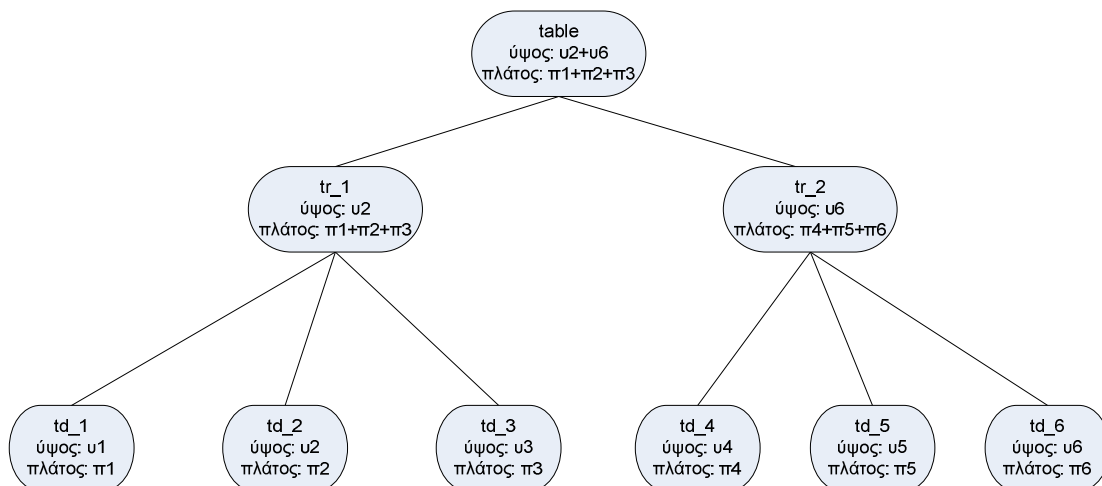 table
ύψος: υ2+υ6
πλάτος: π1+π2+π3
tr_1
ύψος: υ2
πλάτος: π1+π2+π3
tr_2
ύψος: υ6
πλάτος: π4+π5+π6
td_1
ύψος: υ1
πλάτος: π1
td_2
ύψος: υ2
πλάτος: π2
td_3
ύψος: υ3
πλάτος: π3
td_4
ύψος: υ4
πλάτος: π4
td_5
ύψος: υ5
πλάτος: π5
td_6
ύψος: υ6
πλάτος: π6